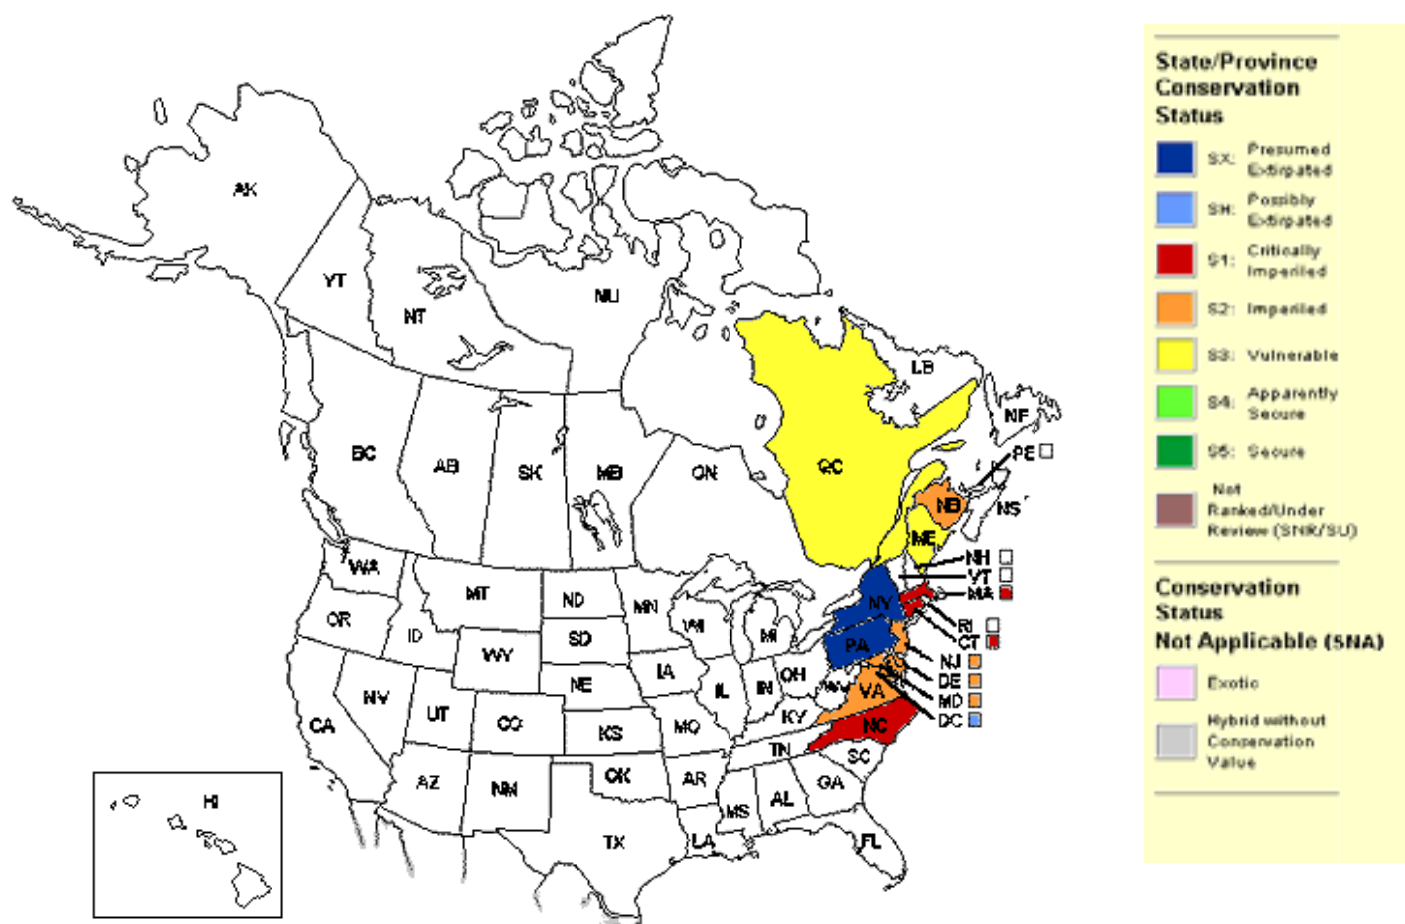 AK
YT
NT
NU
LB
NF
PE
BC
AB
SK
MB
ON
QC
NB
NS
ME
NH
VT
MA
RI
CT
NJ
DE
MD
DC
WA
MT
ND
MN
OR
ID
SD
WI
MI
NY
PA
WY
IA
NE
NV
UT
CO
IL
IN
OH
WV
VA
CA
KS
MO
KY
NC
TN
SC
AZ
NM
OK
AR
MS
AL
GA
TX
LA
FL
HI
State/Province
Conservation
Status
SX: Presumed
Extirpated
SH: Possibly
Extirpated
S1: Critically
Imperiled
S2: Imperiled
S3: Vulnerable
S4: Apparently
Secure
S5: Secure
Not
Ranked/Under
Review (SNR/SU)
Conservation
Status
Not Applicable (SNA)
Exotic
Hybrid without
Conservation
Value